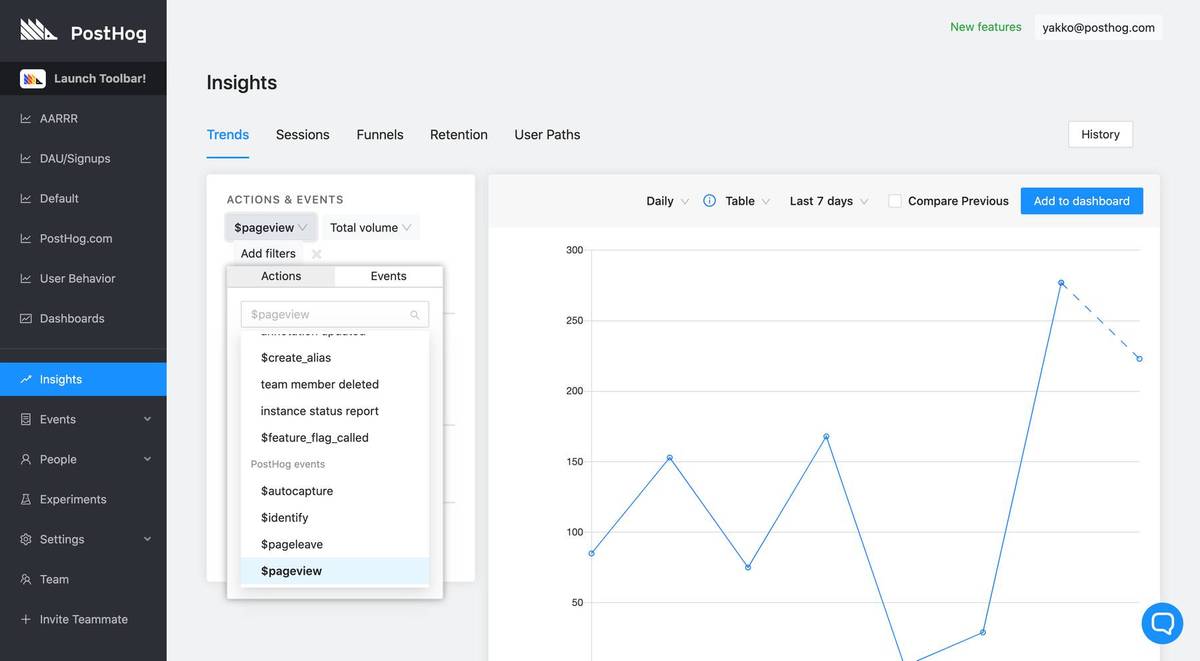 PostHog
Launch Toolbar!
AARRR
DAU/Signups
Default
PostHog.com
User Behavior
Dashboards
Insights
Events
People
Experiments
Settings
Team
Invite Teammate
New features
yakko@posthog.com
Insights
Trends Sessions Funnels Retention User Paths
History
ACTIONS & EVENTS
$pageview Total volume
Add filters
Actions Events
$pageview
$create_alias
team member deleted
instance status report
$feature_flag_called
PostHog events
$autocapture
$identify
$pageleave
$pageview
Daily Table Last 7 days Compare Previous Add to dashboard
300
250
200
150
100
50